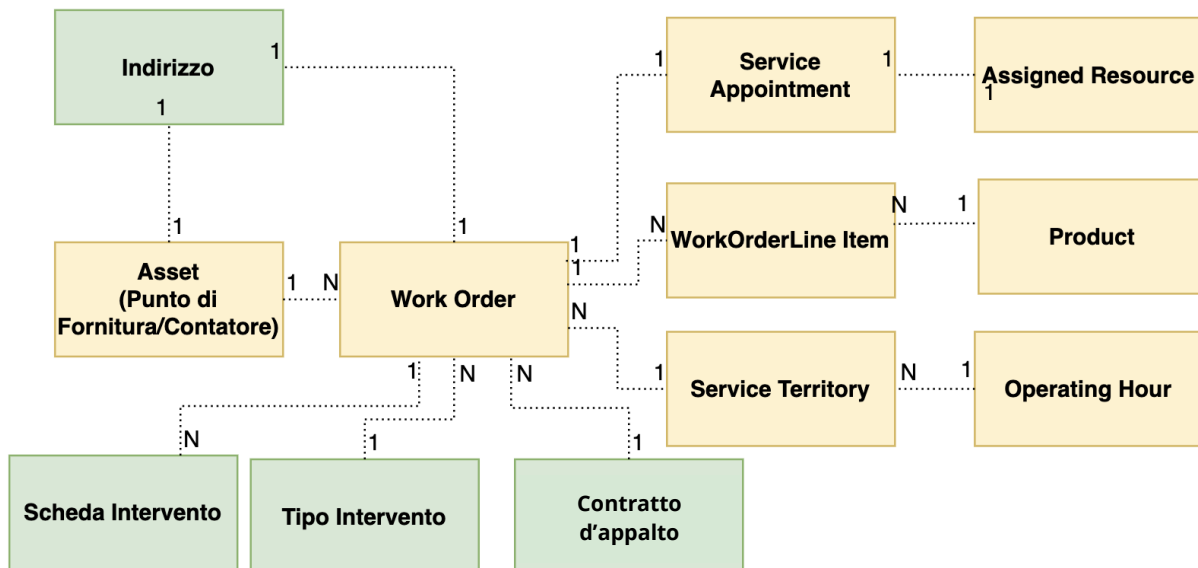 Indirizzo
1
1
Service
Appointment
1
1
Assigned Resource
1
WorkOrderLine Item
N
N
1
Product
Asset
(Punto di
Fornitura/Contatore)
1
1
N
Work Order
1
1
1
N
1
N
N
Service Territory
1
N
1
Operating Hour
Scheda Intervento
N
Tipo Intervento
1
Contratto
d’appalto
1